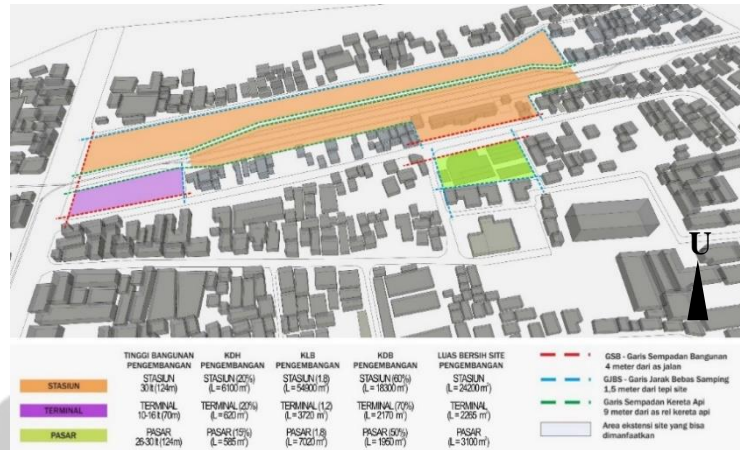 U
TINGGI BANGUNAN PENGEMBANGAN
KDH PENGEMBANGAN
KLB PENGEMBANGAN
KDB PENGEMBANGAN
LUAS BERSIH SITE PENGEMBANGAN
STASIUN
STASIUN 30 lt (124m)
STASIUN (20%) (L = 6100 m²)
STASIUN (1.8) (L = 54900 m²)
STASIUN (60%) (L = 18300 m²)
STASIUN (L = 24200 m²)
TERMINAL
TERMINAL 10-16 lt (70m)
TERMINAL (20%) (L = 620 m²)
TERMINAL (1,2) (L = 3720 m²)
TERMINAL (70%) (L = 2170 m²)
TERMINAL (L = 2265 m²)
PASAR
PASAR 26-30 lt (124m)
PASAR (15%) (L = 585 m²)
PASAR (1,8) (L = 7020 m²)
PASAR (50%) (L = 1950 m²)
PASAR (L = 3100 m²)
GSB - Garis Sempadan Bangunan
4 meter dari as jalan
GJBS - Garis Jarak Bebas Samping
1,5 meter dari tepi site
Garis Sempadan Kereta Api
9 meter dari as rel kereta api
Area ekstensi site yang bisa
dimanfaatkan